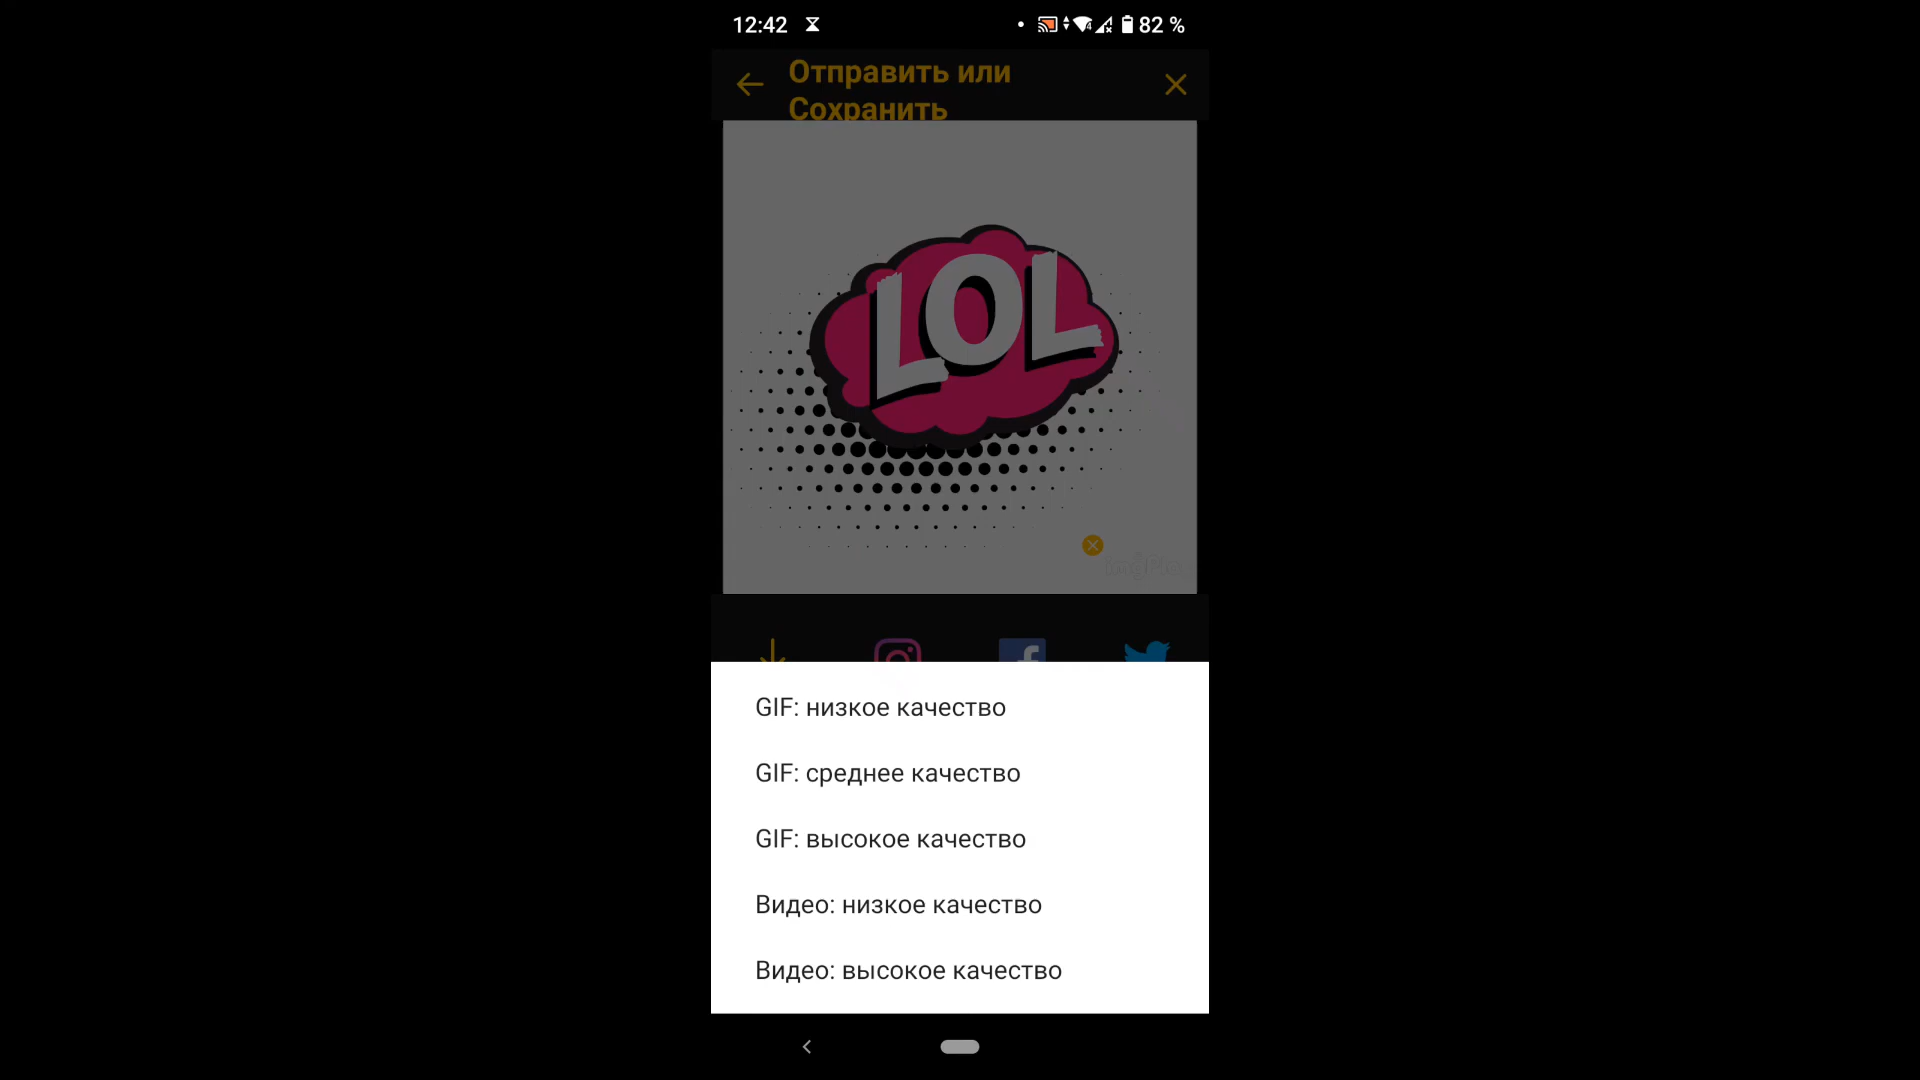 12:42
82 %
Отправить или
Сохранить
LOL
GIF: низкое качество
GIF: среднее качество
GIF: высокое качество
Видео: низкое качество
Видео: высокое качество